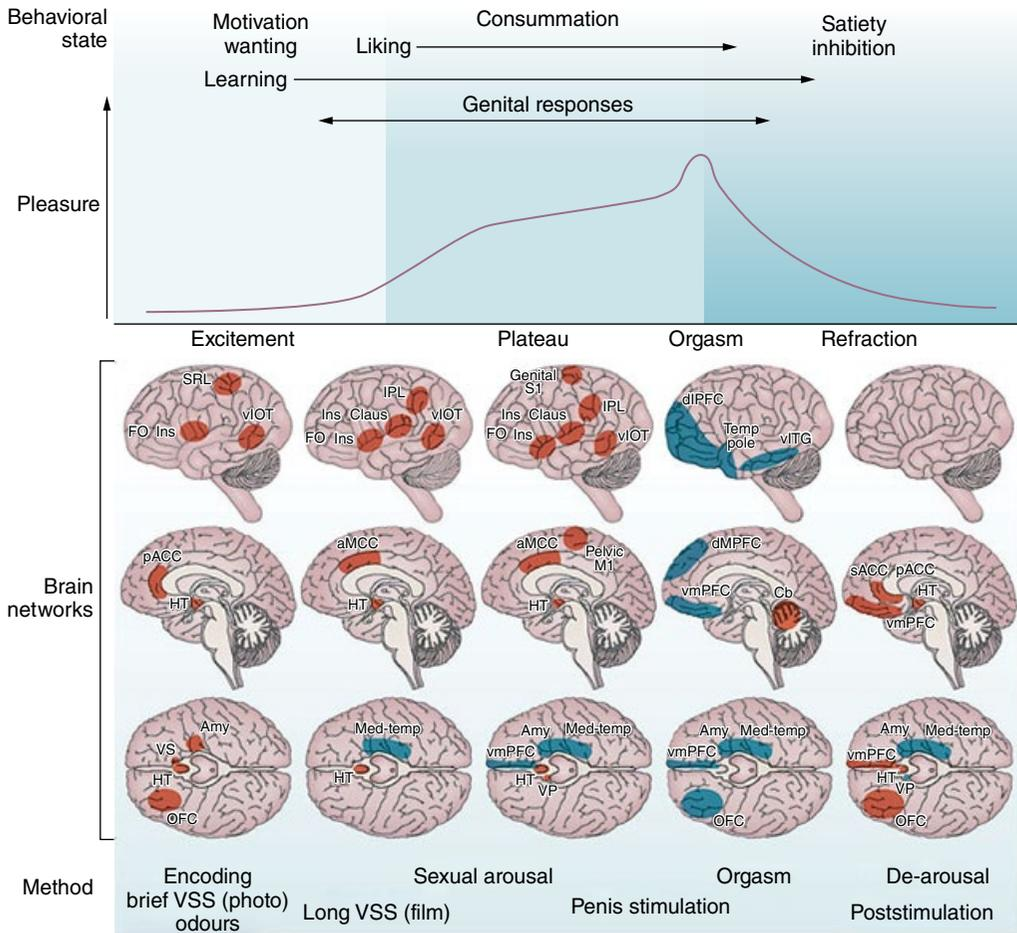 Behavioral
state
Motivation
wanting
Consummation
Liking
Satiety
inhibition
Learning
Genital responses
Pleasure
Excitement Plateau Orgasm Refraction
Brain
networks
SRL
FO Ins
vlOT
IPL
Ins Claus
vlOT
FO Ins
Genital
S1
IPL
Ins Claus
FO Ins
vlOT
dlPFC
Temp
pole
vlTG
pACC
HT
aMCC
HT
aMCC
Pelvic
M1
HT
dMPFC
vmPFC
Cb
sACC pACC
HT
vmPFC
Amy
VS
HT
OFC
Med-temp
HT
Amy Med-temp
vmPFC
HT
VP
Amy Med-temp
vmPFC
OFC
Amy Med-temp
vmPFC
HT
VP
OFC
Method
Encoding
brief VSS (photo)
odours
Sexual arousal
Long VSS (film)
Penis stimulation
Orgasm
De-arousal
Poststimulation